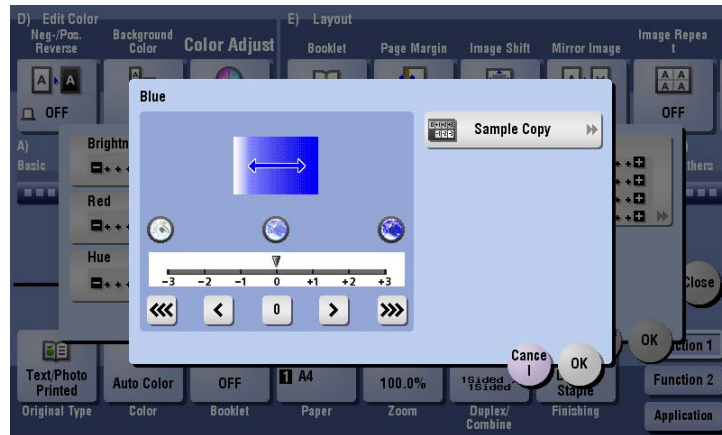 D) Edit Color
E) Layout
Neg-/Pos.
Reverse
Background
Color
Color Adjust
Booklet
Page Margin
Image Shift
Mirror Image
Image Repea
t
OFF
OFF
A)
Basic
thers
Brightn
Red
Hue
Blue
Sample Copy
-3 -2 -1 0 +1 +2 +3
0
Cance
l
OK
OK
Close
Text/Photo
Printed
Auto Color
OFF
1 A4
100.0%
1Sided
1Sided
Staple
ction 1
Function 2
Application
Original Type
Color
Booklet
Paper
Zoom
Duplex/
Combine
Finishing